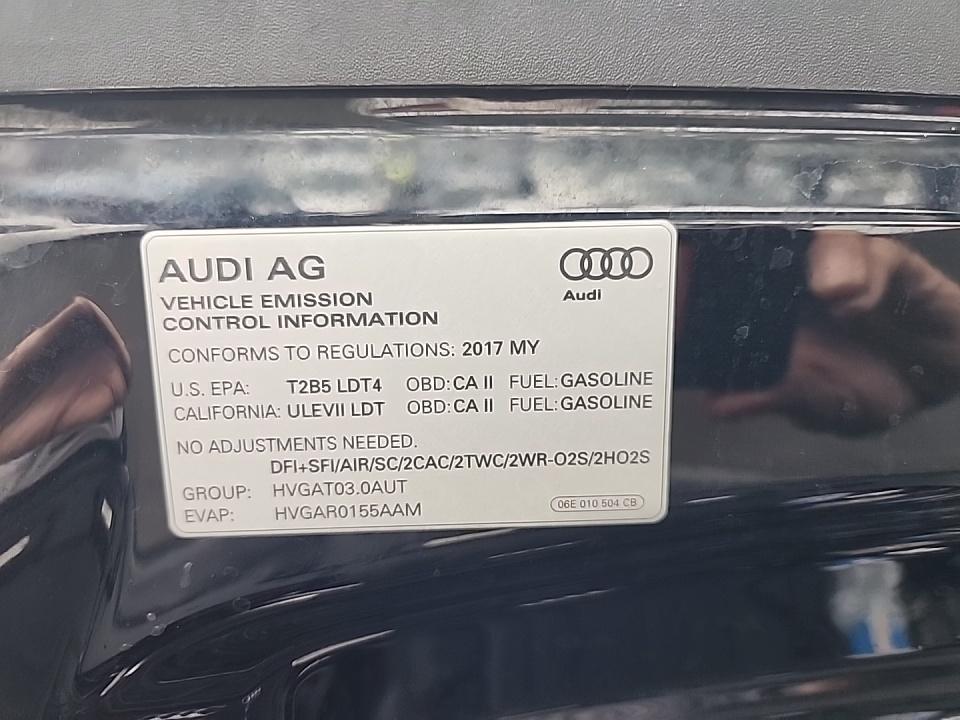 AUDI AG
Audi
VEHICLE EMISSION
CONTROL INFORMATION
CONFORMS TO REGULATIONS: 2017 MY
U.S. EPA: T2B5 LDT4 OBD:CA II FUEL:GASOLINE
CALIFORNIA: ULEVII LDT OBD:CA II FUEL:GASOLINE
NO ADJUSTMENTS NEEDED.
DFI+SFI/AIR/SC/2CAC/2TWC/2WR-O2S/2HO2S
GROUP: HVGAT03.0AUT
EVAP: HVGAR0155AAM
06E 010 504 CB